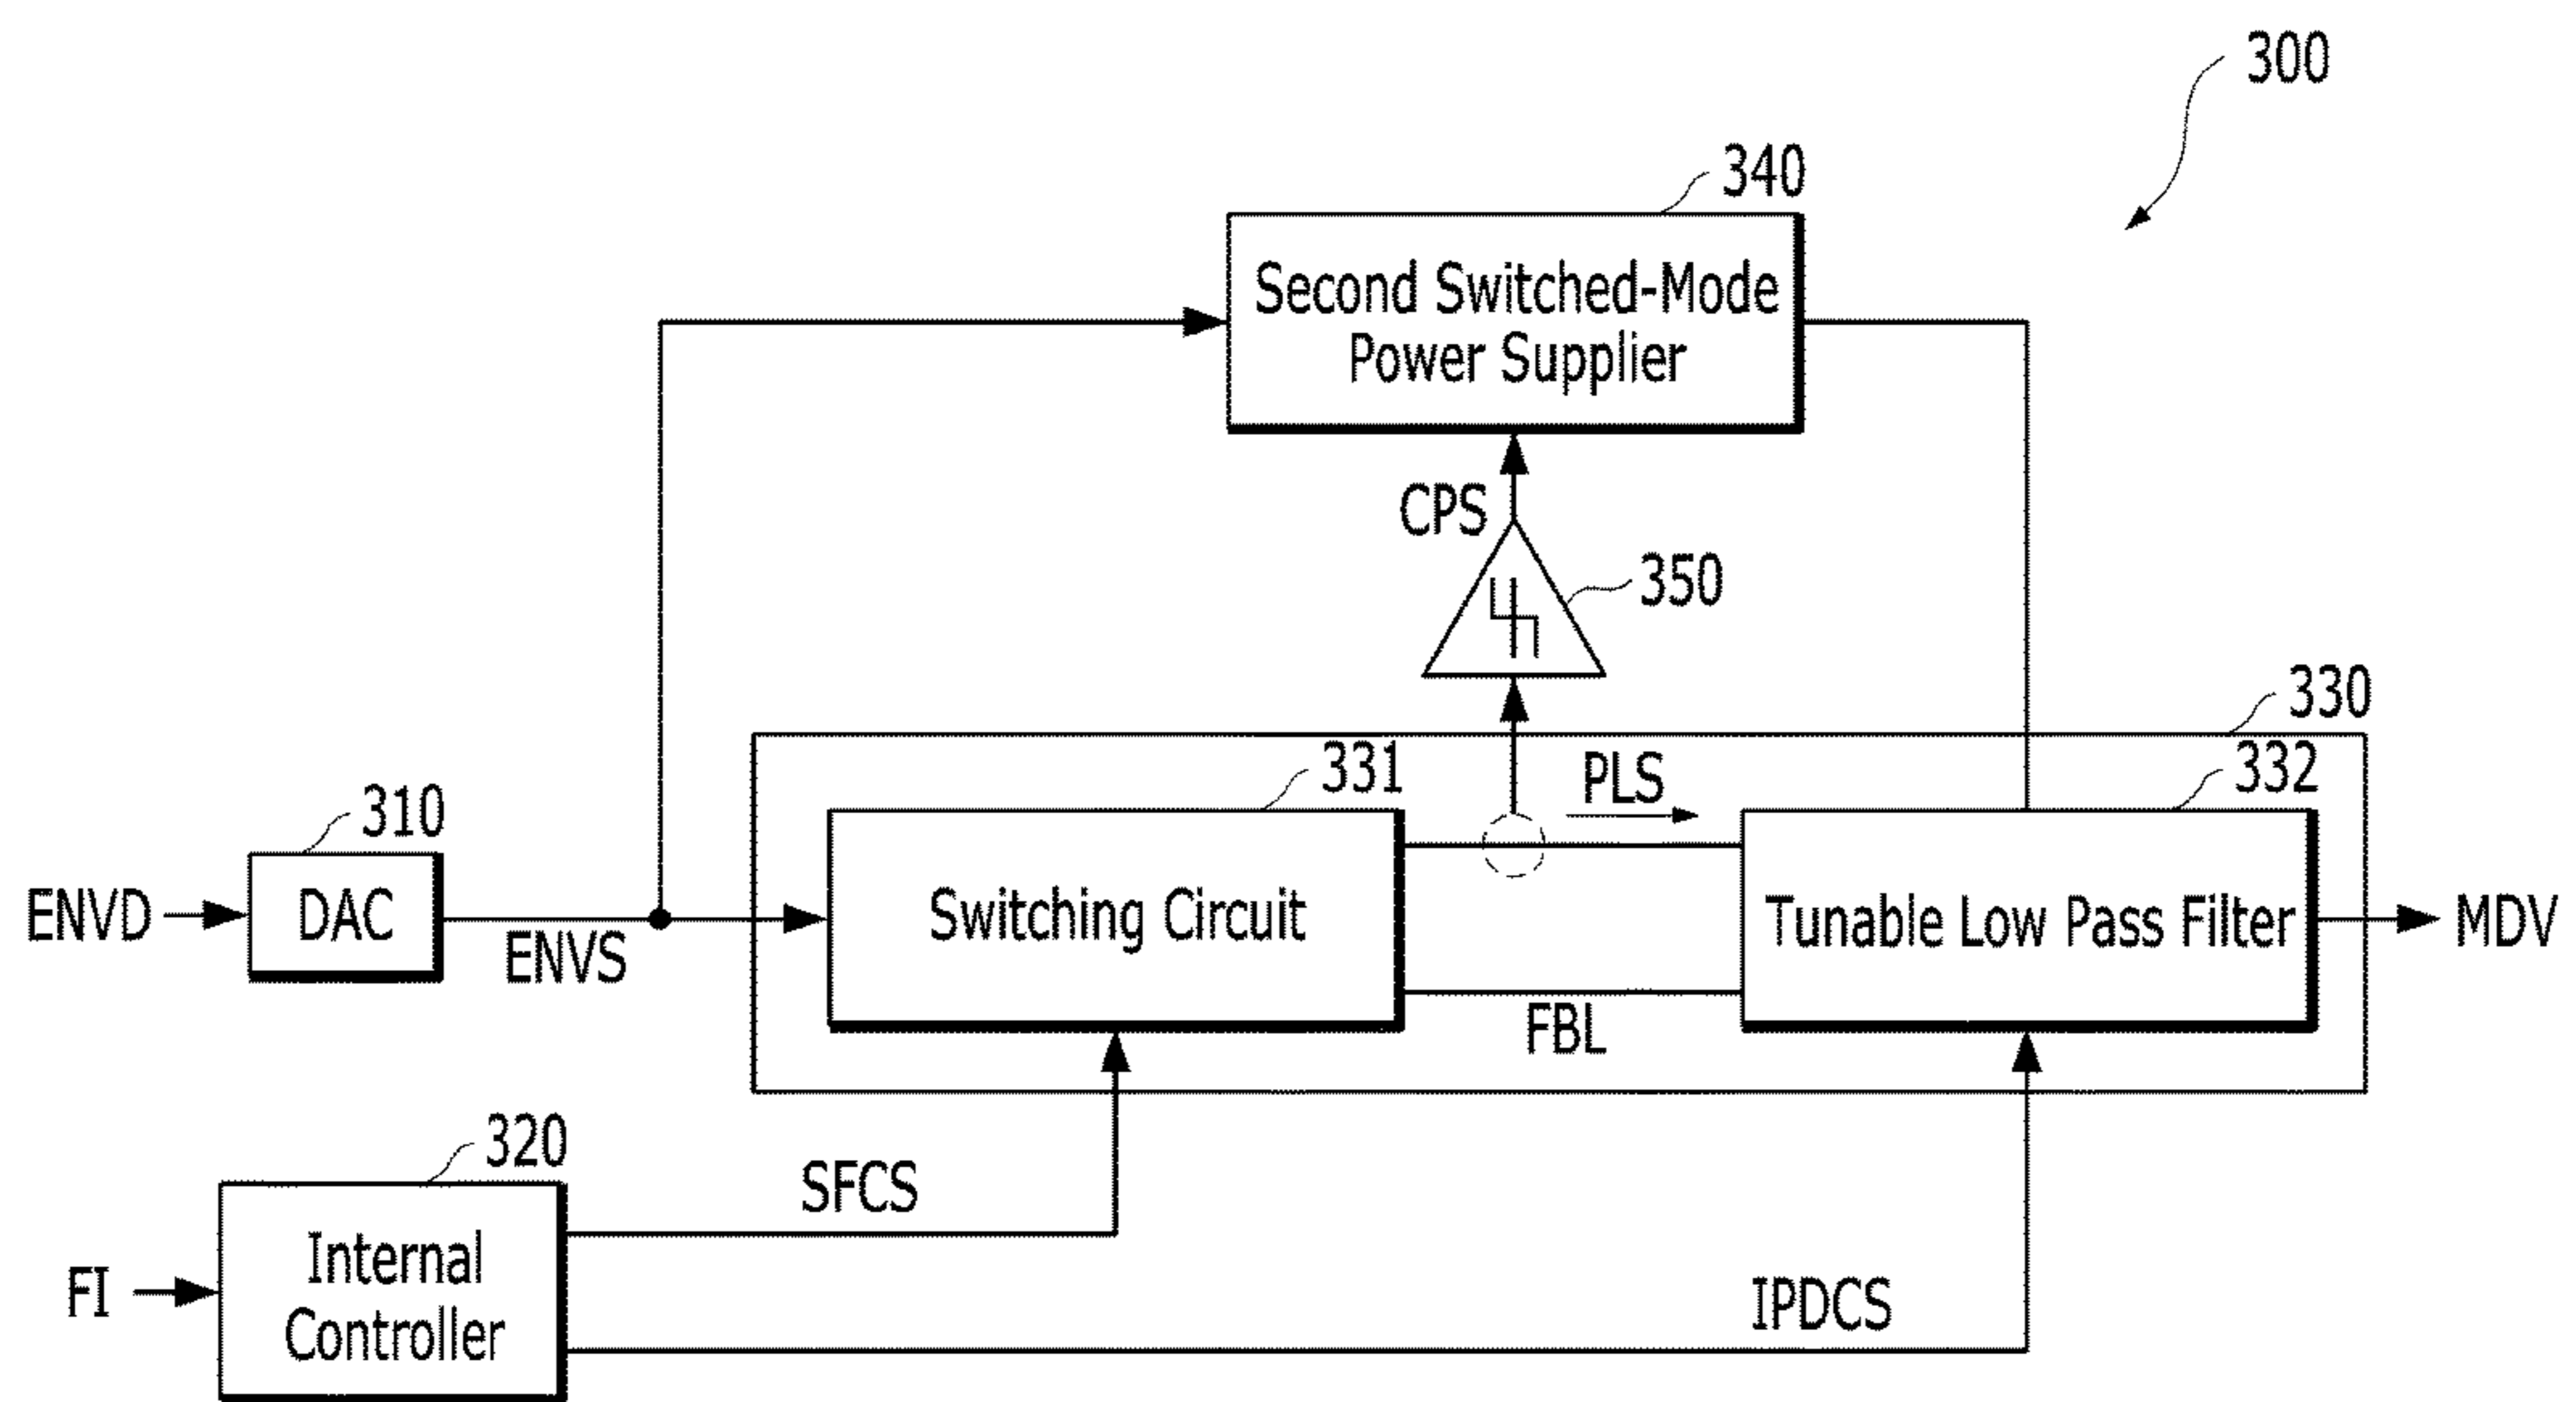 300
340
Second Switched-Mode
Power Supplier
CPS
350
330
331
PLS
332
310
ENVD
DAC
ENVS
Switching Circuit
Tunable Low Pass Filter
MDV
FBL
320
SFCS
Internal
Controller
FI
IPDCS